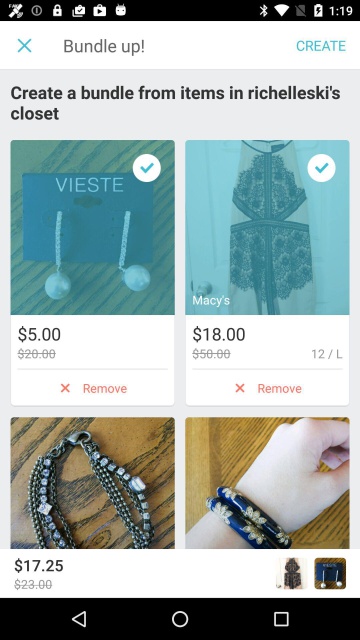 1:19
Bundle up!
CREATE
Create a bundle from items in richelleski's
closet
VIESTE
Macy's
$5.00
$20.00
$18.00
$50.00
12 / L
Remove
Remove
$17.25
$23.00